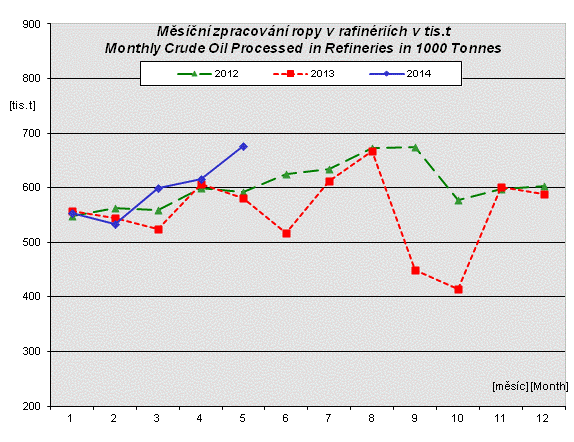 Měsíční zpracování ropy v rafinériích v tis.t
Monthly Crude Oil Processed in Refineries in 1000 Tonnes
2012 2013 2014
[tis.t]
900
800
700
600
500
400
300
200
[měsíc] [Month]
1 2 3 4 5 6 7 8 9 10 11 12